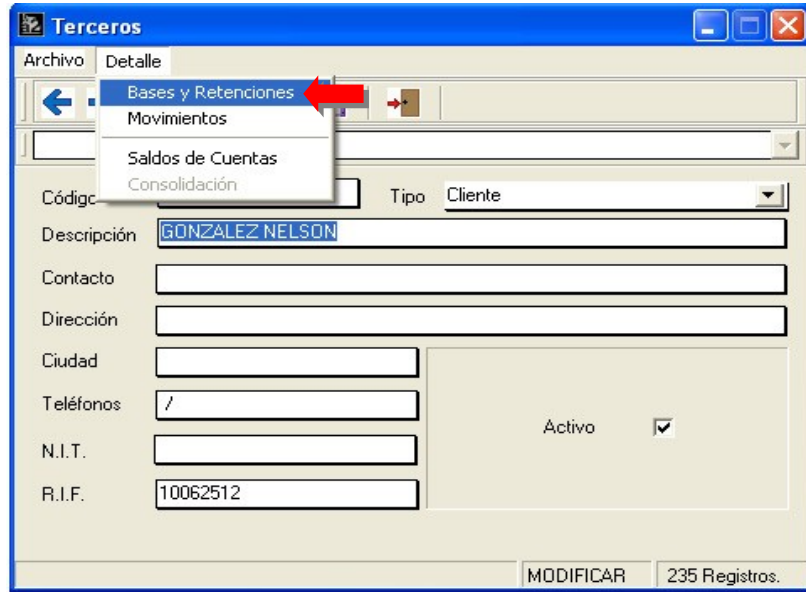 Terceros
Archivo Detalle
Bases y Retenciones
Movimientos
Saldos de Cuentas
Consolidación
Tipo Cliente
Descripción GONZALEZ NELSON
Contacto
Dirección
Ciudad
Teléfonos /
Activo
N.I.T.
R.I.F. 10062512
MODIFICAR 235 Registros.